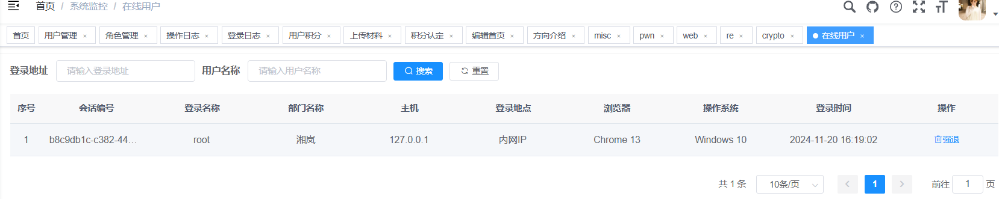 首页 / 系统监控 / 在线用户
首页 用户管理 × 角色管理 × 操作日志 × 登录日志 × 用户积分 × 上传材料 × 积分认定 × 编辑首页 × 方向介绍 × misc × pwn × web × re × crypto × 在线用户 ×
登录地址 请输入登录地址 用户名称 请输入用户名称 搜索 重置
序号 会话编号 登录名称 部门名称 主机 登录地点 浏览器 操作系统 登录时间 操作
1 b8c9db1c-c382-44... root 湘岚 127.0.0.1 内网IP Chrome 13 Windows 10 2024-11-20 16:19:02 强退
共 1 条 10条/页 < 1 > 前往 1 页